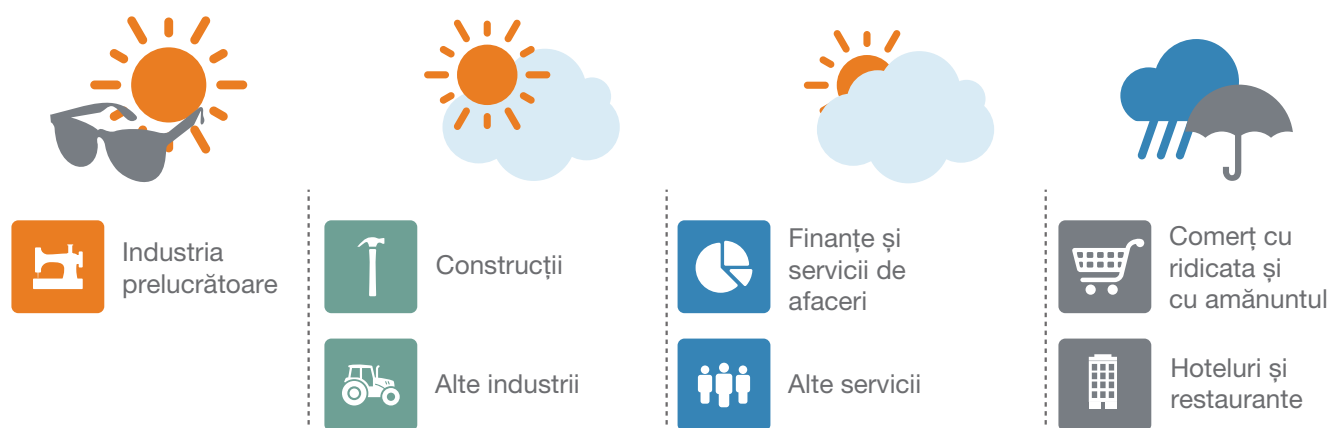 Industria
prelucrătoare
Construcții
Alte industrii
Finanțe și
servicii de
afaceri
Alte servicii
Comerț cu
ridicata și
cu amănuntul
Hoteluri și
restaurante